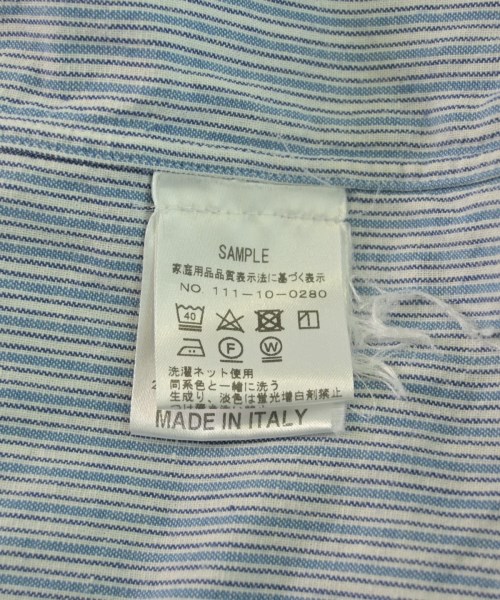 SAMPLE
家庭用品品質表示法に基づく表示
NO 111-10-0280
40
F W
洗濯ネット使用
同系色と一緒に洗う
生成り、淡色は蛍光増白剤禁止
MADE IN ITALY